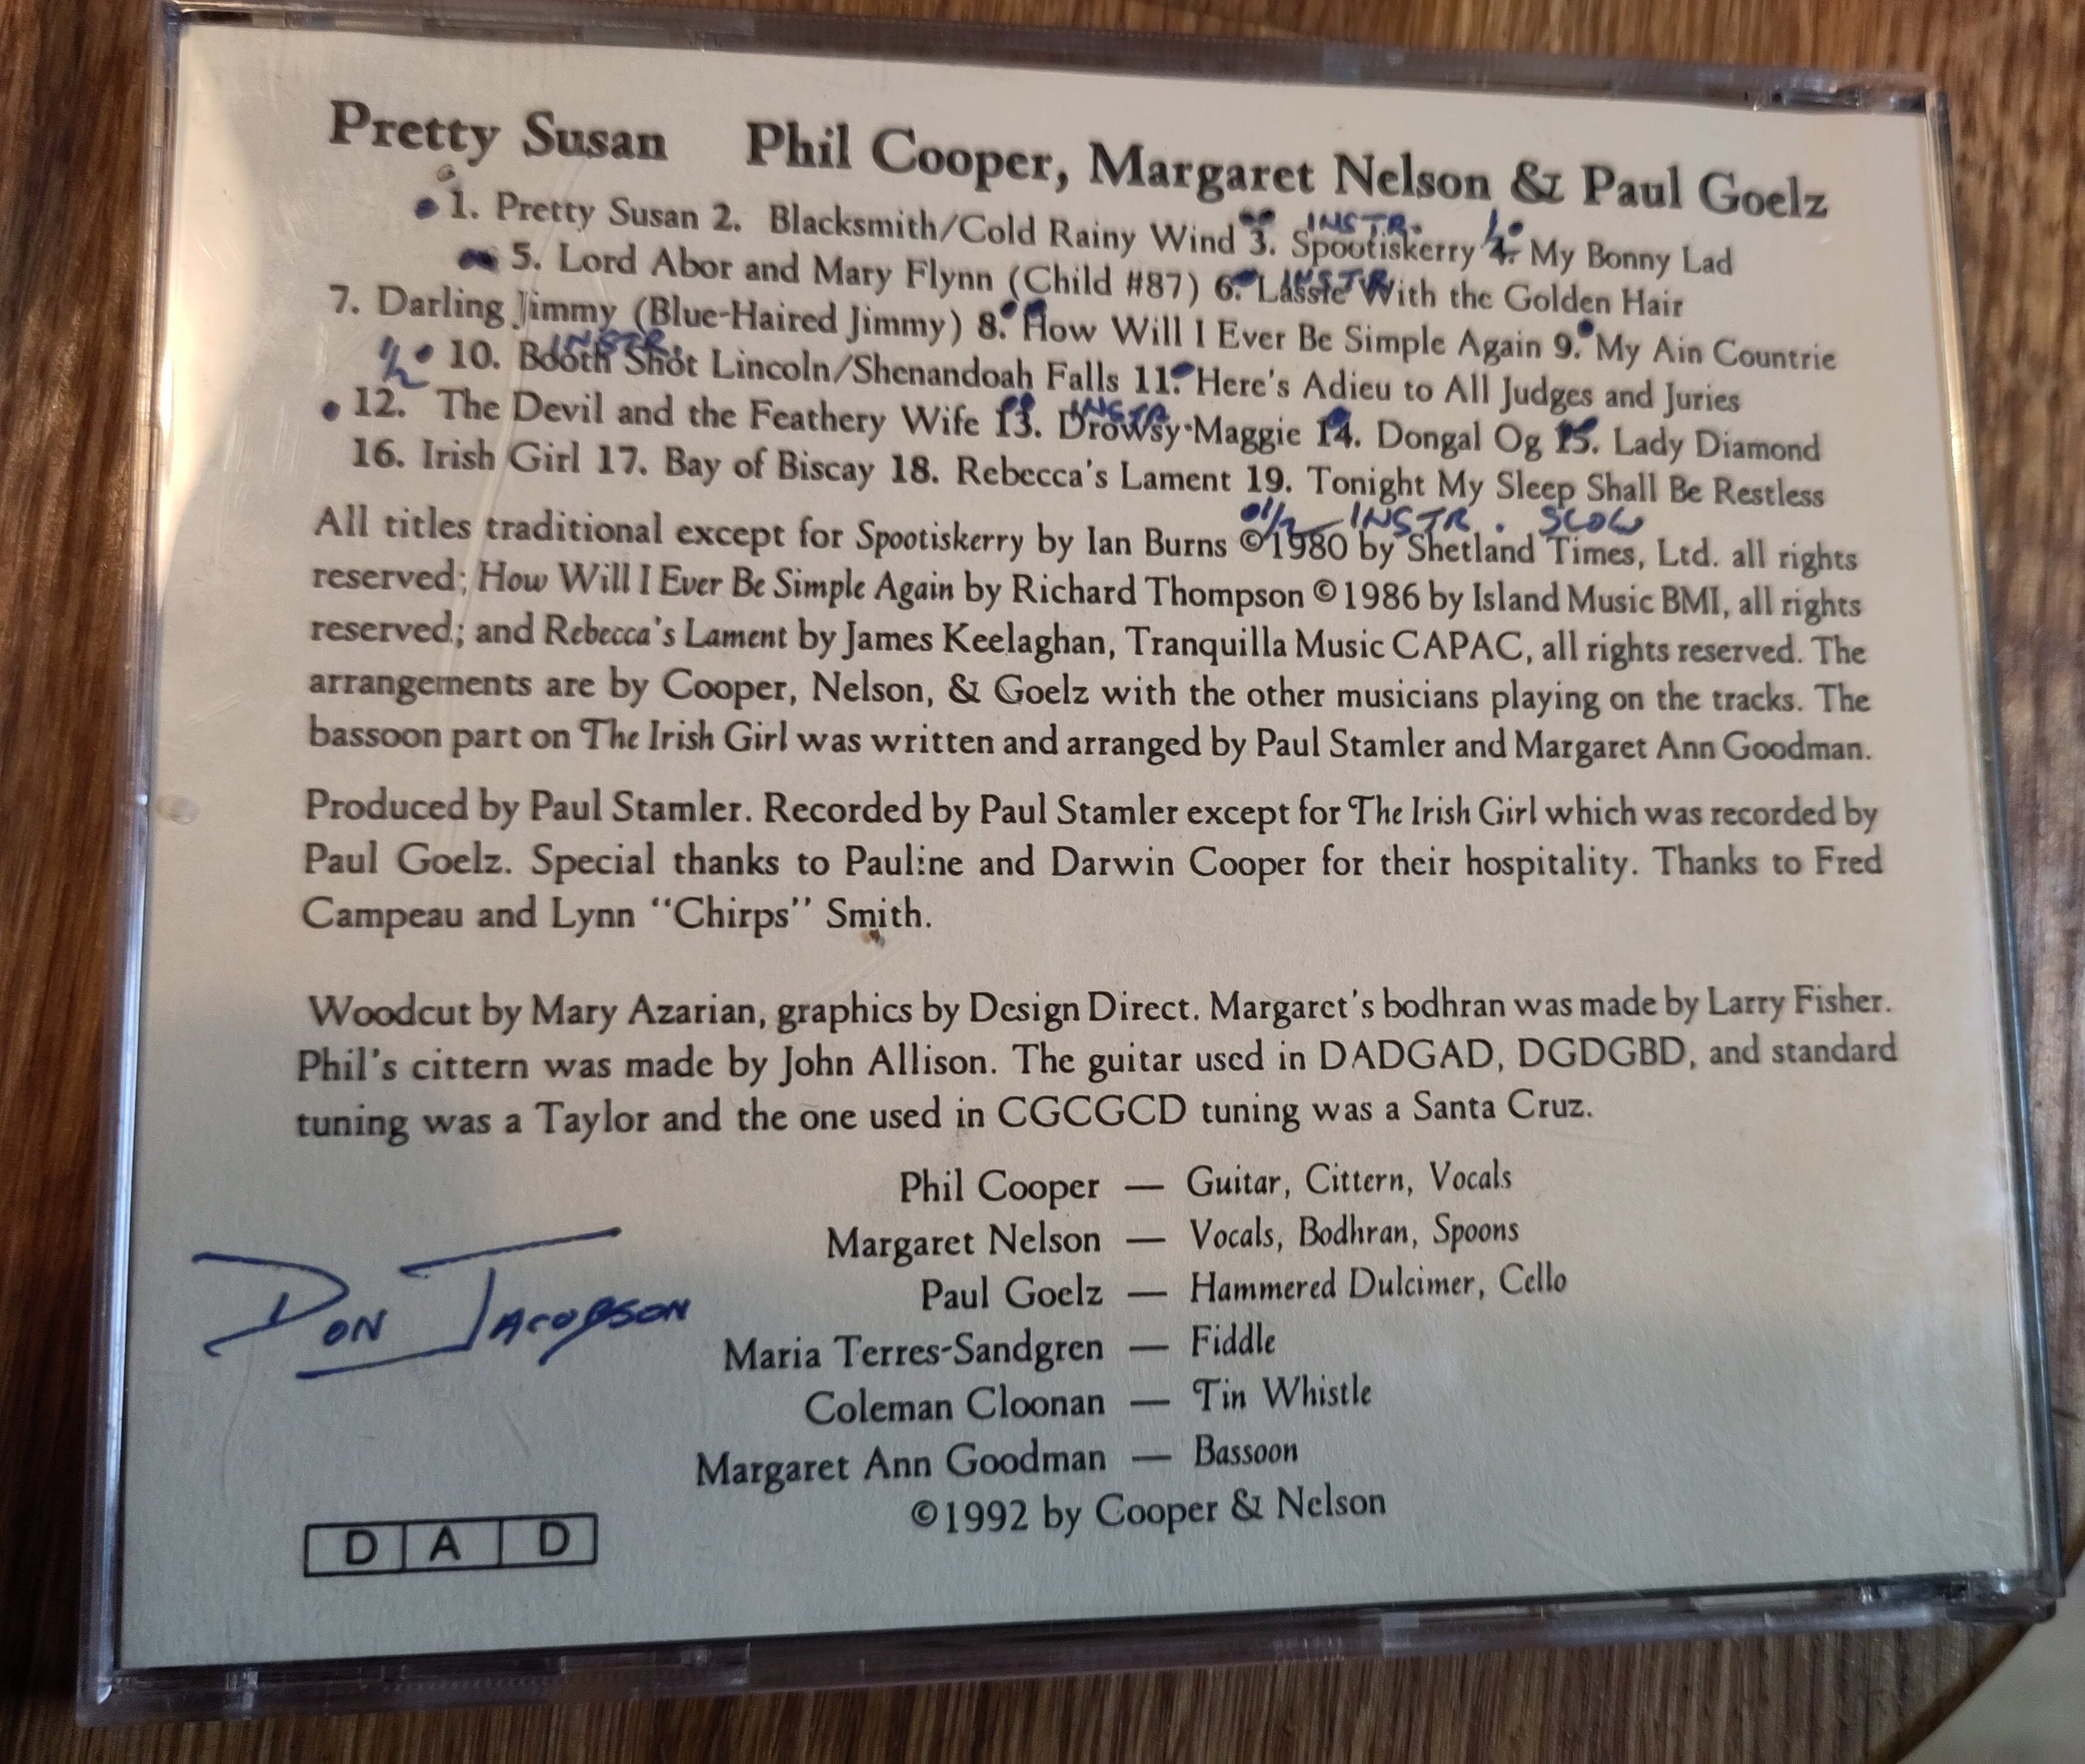 Pretty Susan Phil Cooper, Margaret Nelson & Paul Goelz
INSTR. 1/2
1. Pretty Susan 2. Blacksmith/Cold Rainy Wind 3. Spootiskerry 4. My Bonny Lad
INSTR
5. Lord Abor and Mary Flynn (Child #87) 6. Lassie With the Golden Hair
7. Darling Jimmy (Blue-Haired Jimmy) 8. How Will I Ever Be Simple Again 9. My Ain Countrie
1/2 INSTR.
10. Booth Shot Lincoln/Shenandoah Falls 11. Here's Adieu to All Judges and Juries
INSTR
12. The Devil and the Feathery Wife 13. Drowsy Maggie 14. Dongal Og 15. Lady Diamond
16. Irish Girl 17. Bay of Biscay 18. Rebecca's Lament 19. Tonight My Sleep Shall Be Restless
1/2 - INSTR. SLOW
All titles traditional except for Spootiskerry by Ian Burns ©1980 by Shetland Times, Ltd. all rights
reserved; How Will I Ever Be Simple Again by Richard Thompson ©1986 by Island Music BMI, all rights
reserved; and Rebecca's Lament by James Keelaghan, Tranquilla Music CAPAC, all rights reserved. The
arrangements are by Cooper, Nelson, & Goelz with the other musicians playing on the tracks. The
bassoon part on The Irish Girl was written and arranged by Paul Stamler and Margaret Ann Goodman.
Produced by Paul Stamler. Recorded by Paul Stamler except for The Irish Girl which was recorded by
Paul Goelz. Special thanks to Pauline and Darwin Cooper for their hospitality. Thanks to Fred
Campeau and Lynn "Chirps" Smith.
Woodcut by Mary Azarian, graphics by Design Direct. Margaret's bodhran was made by Larry Fisher.
Phil's cittern was made by John Allison. The guitar used in DADGAD, DGDGBD, and standard
tuning was a Taylor and the one used in CGCGCD tuning was a Santa Cruz.
Phil Cooper — Guitar, Cittern, Vocals
Margaret Nelson — Vocals, Bodhran, Spoons
Paul Goelz — Hammered Dulcimer, Cello
Maria Terres-Sandgren — Fiddle
Coleman Cloonan — Tin Whistle
Margaret Ann Goodman — Bassoon
©1992 by Cooper & Nelson
DON JACOBSON
D A D